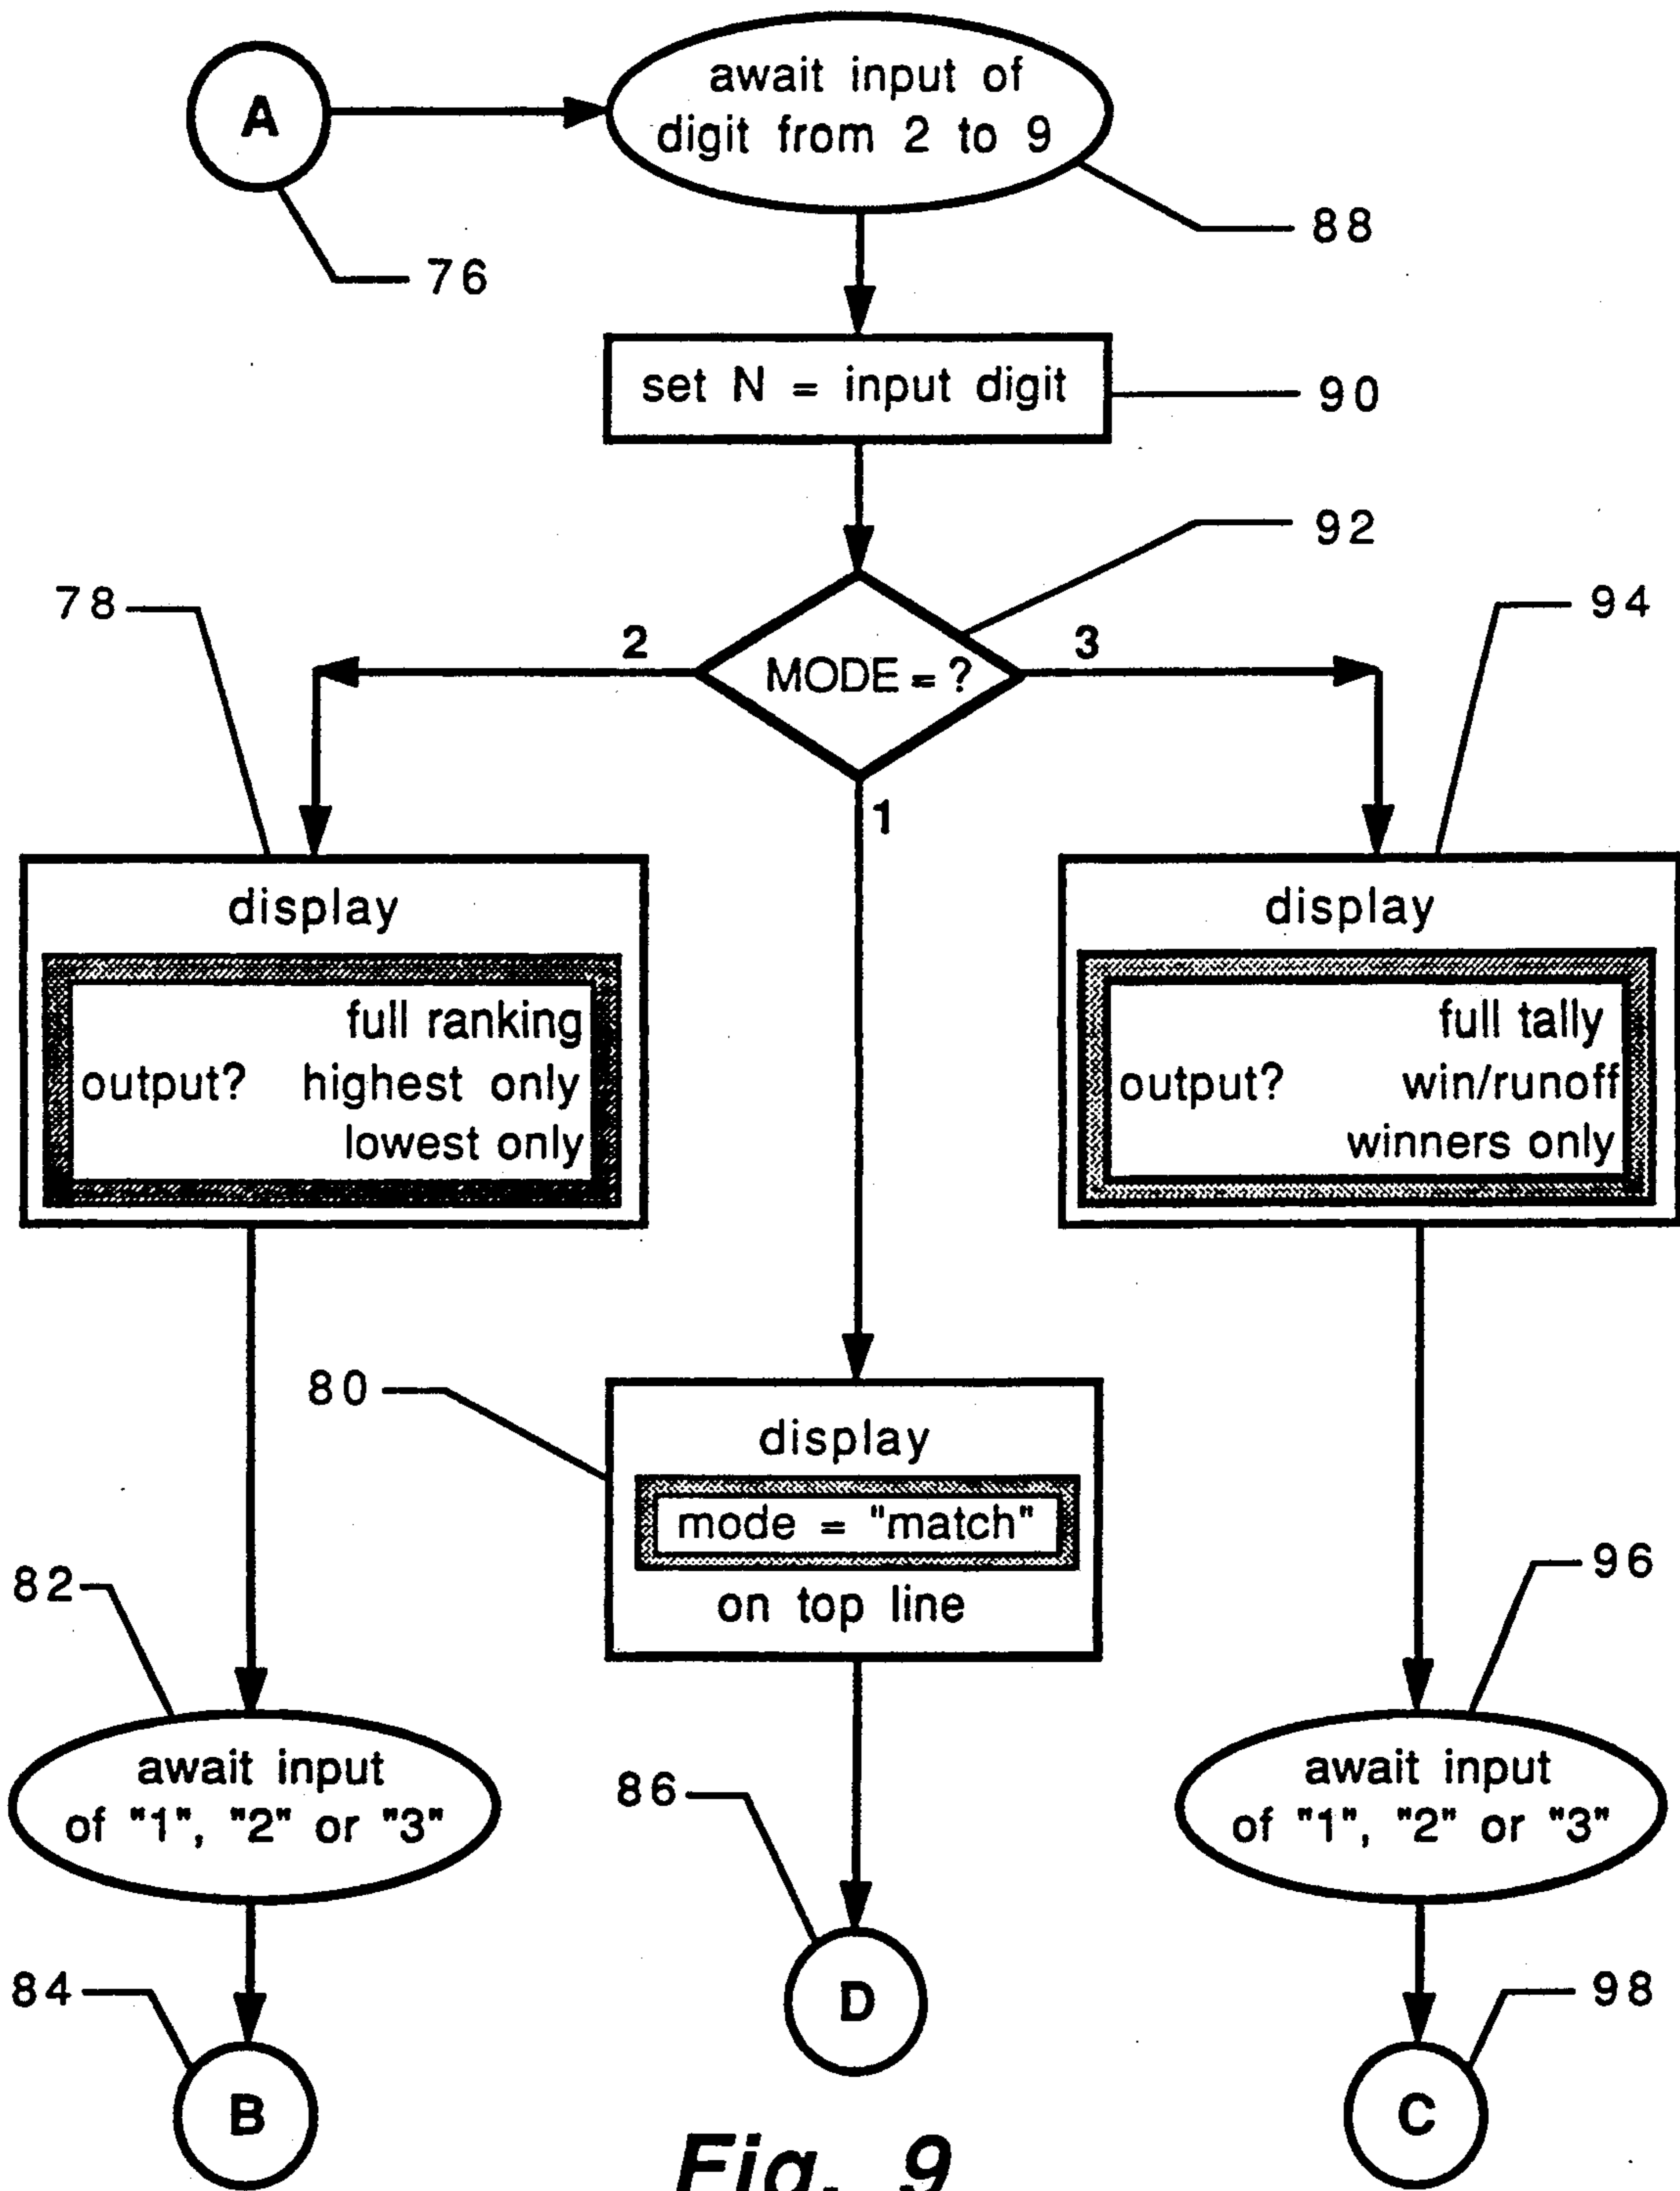 A
await input of
digit from 2 to 9
88
76
set N = input digit
90
92
78
94
2
MODE = ?
3
1
display
full ranking
output? highest only
lowest only
display
full tally
output? win/runoff
winners only
80
display
mode = "match"
on top line
82
96
await input
of "1", "2" or "3"
86
await input
of "1", "2" or "3"
84
D
98
B
C
Fig. 9